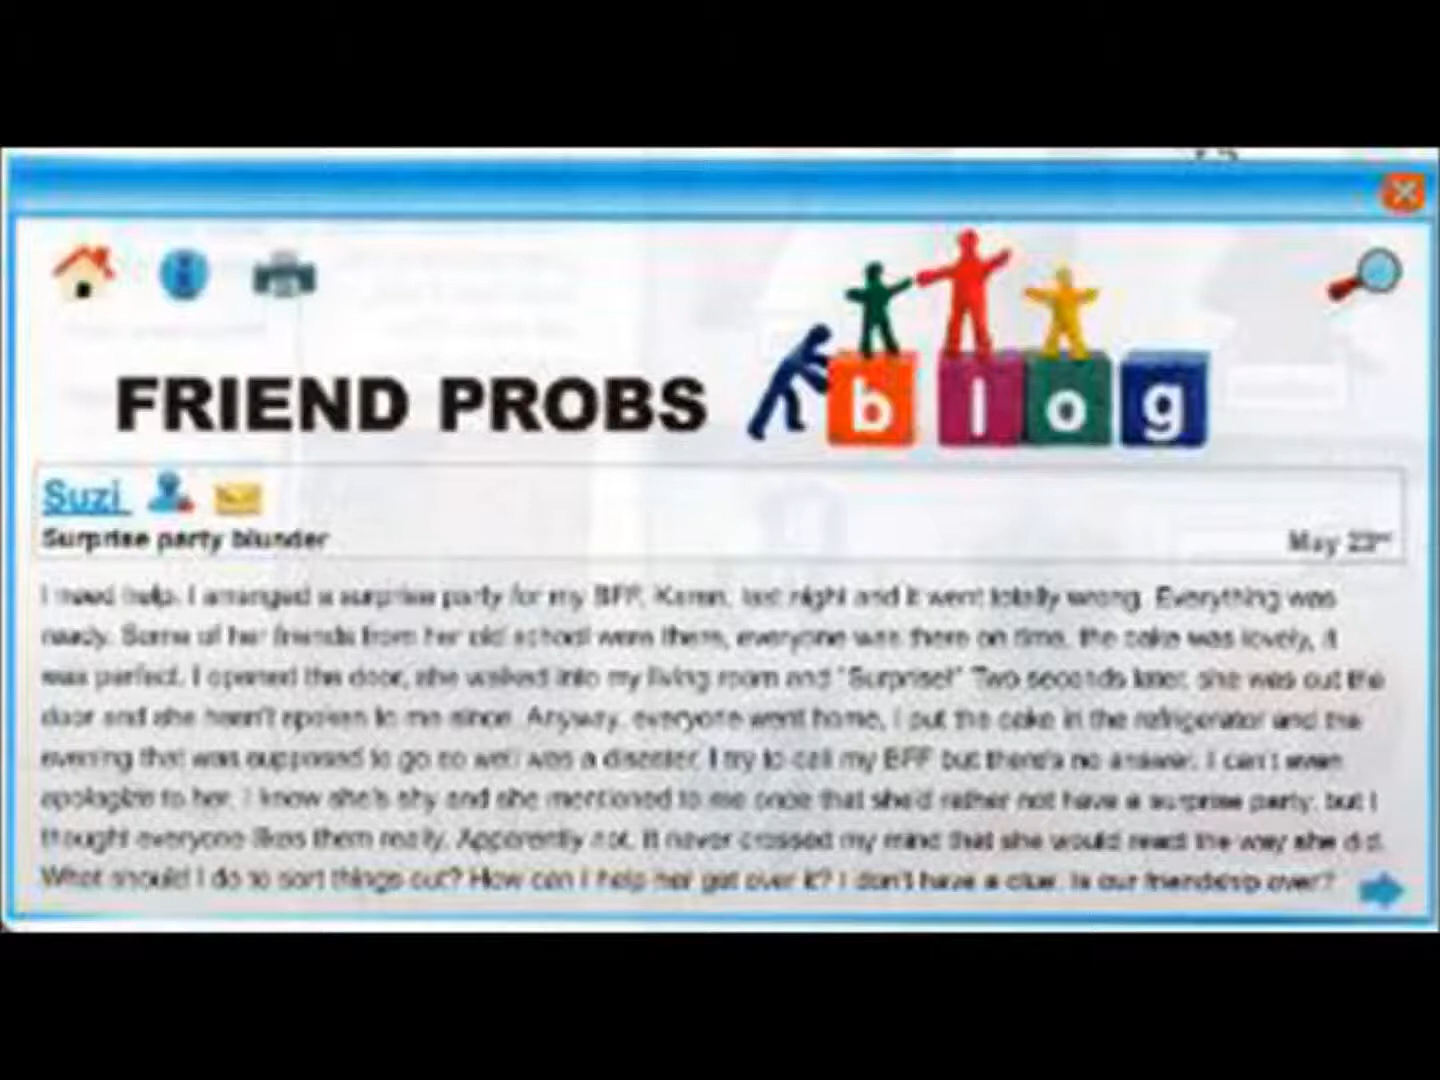 FRIEND PROBS blog
Suzi
Surprise party blunder May 23rd
I need help. I arranged a surprise party for my BFF, Karen, last night and it went totally wrong. Everything was
ready. Some of her friends from her old school were there, everyone was there on time, the cake was lovely, it
was perfect. I opened the door, she walked into my living room and "Surprise!" Two seconds later, she was out the
door and she hasn't spoken to me since. Anyway, everyone went home, I put the cake in the refrigerator and the
evening that was supposed to go so well was a disaster. I try to call my BFF but there's no answer. I can't even
apologize to her. I know she's shy and she mentioned to me once that she'd rather not have a surprise party, but I
thought everyone likes them really. Apparently not. It never crossed my mind that she would react the way she did.
What should I do to sort things out? How can I help her get over it? I don't have a clue. Is our friendship over?